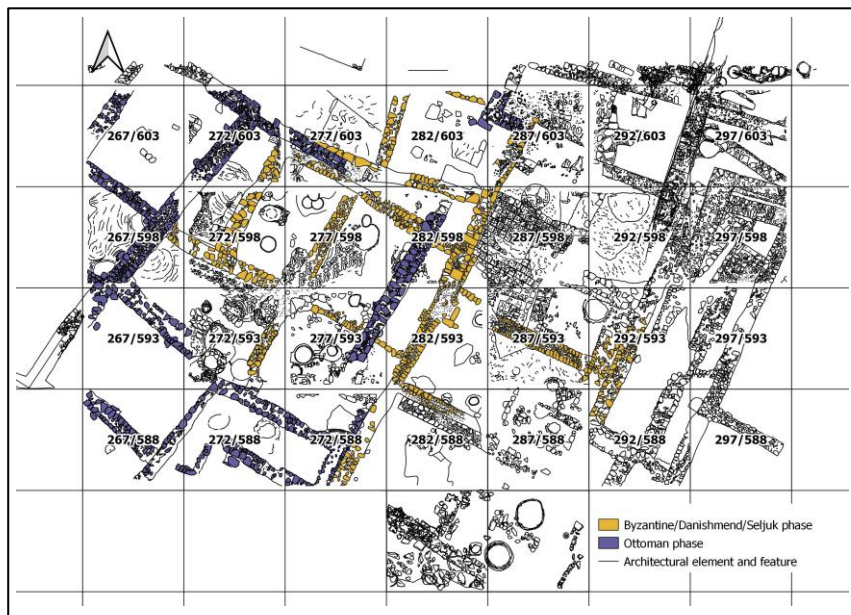 267/603 272/603 277/603 282/603 287/603 292/603 297/603
267/598 272/598 277/598 282/598 287/598 292/598 297/598
267/593 272/593 277/593 282/593 287/593 292/593 297/593
267/588 272/588 272/588 282/588 287/588 292/588 297/588
Byzantine/Danishmend/Seljuk phase
Ottoman phase
Architectural element and feature